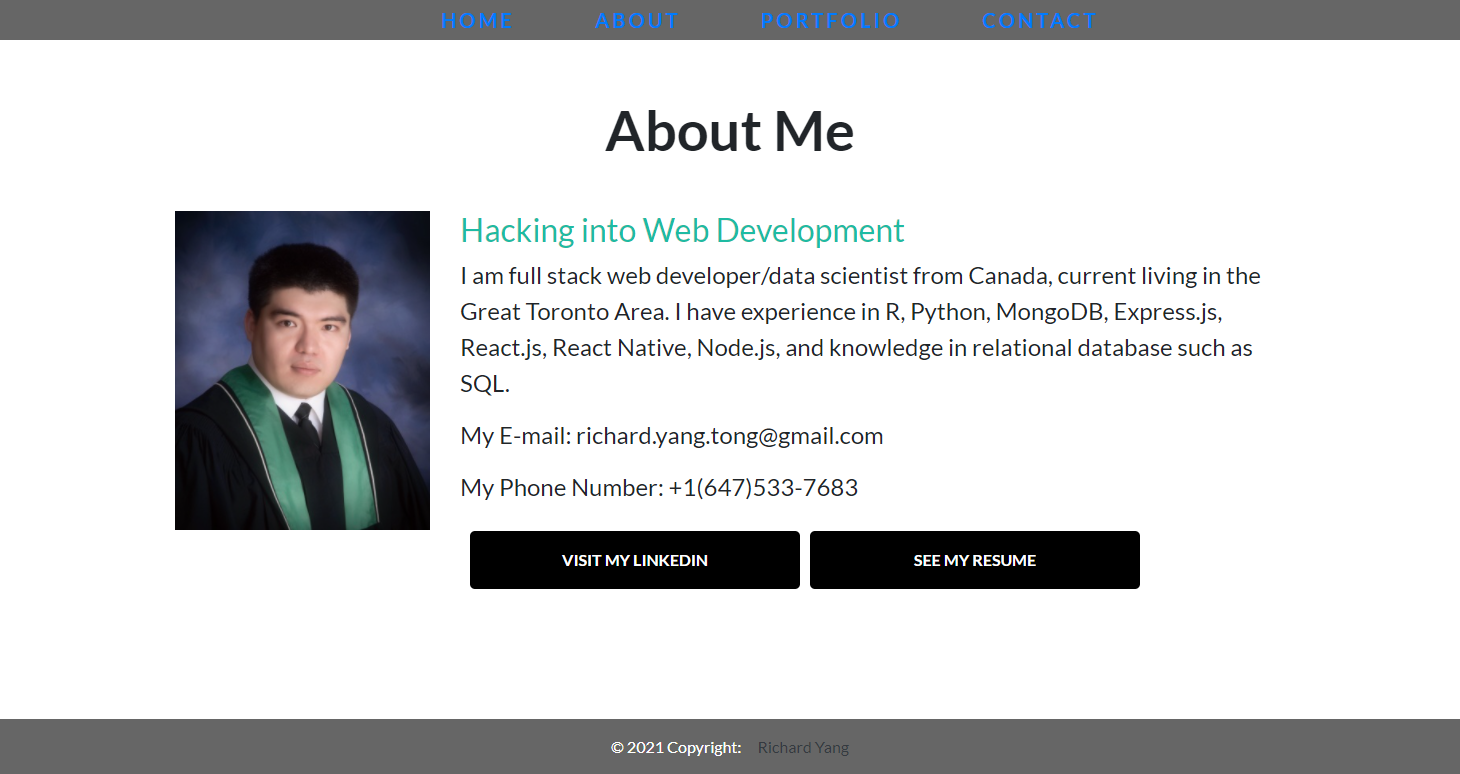 HOME ABOUT PORTFOLIO CONTACT
About Me
Hacking into Web Development
I am full stack web developer/data scientist from Canada, current living in the
Great Toronto Area. I have experience in R, Python, MongoDB, Express.js,
React.js, React Native, Node.js, and knowledge in relational database such as
SQL.
My E-mail: richard.yang.tong@gmail.com
My Phone Number: +1(647)533-7683
VISIT MY LINKEDIN SEE MY RESUME
© 2021 Copyright: Richard Yang